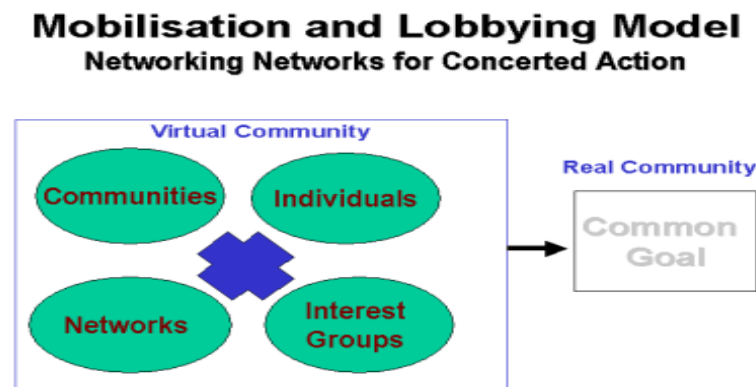 Mobilisation and Lobbying Model
Networking Networks for Concerted Action
Virtual Community
Communities
Individuals
Networks
Interest
Groups
Real Community
Common
Goal